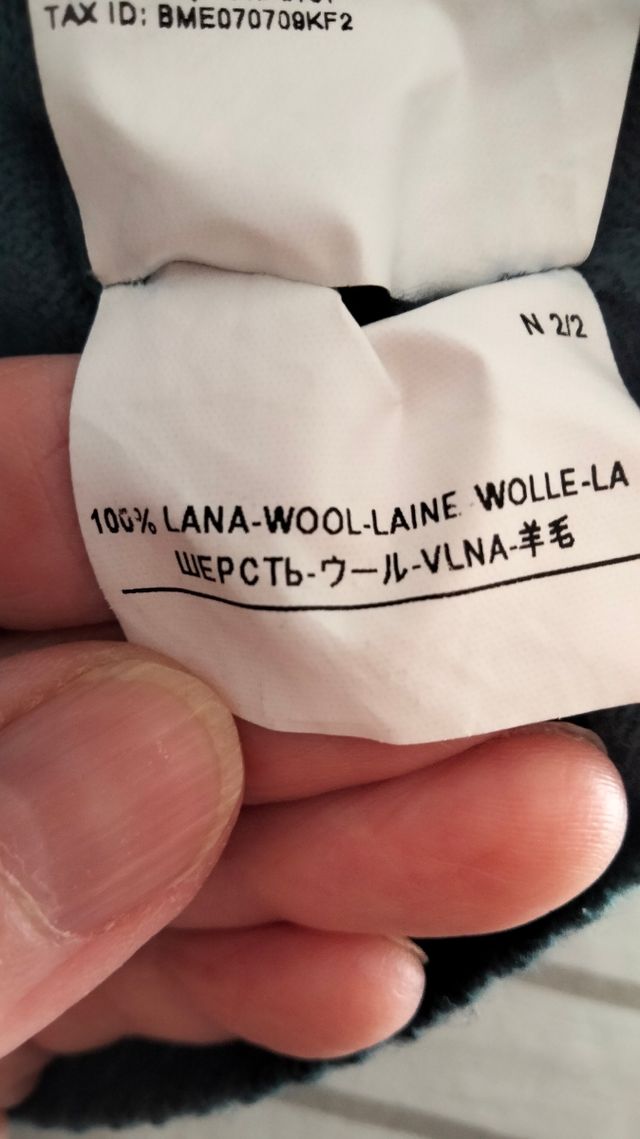 TAX ID: BME070709KF2
N 2/2
100% LANA-WOOL-LAINE WOLLE-LA
ШЕРСТЬ-ウール-VLNA-羊毛